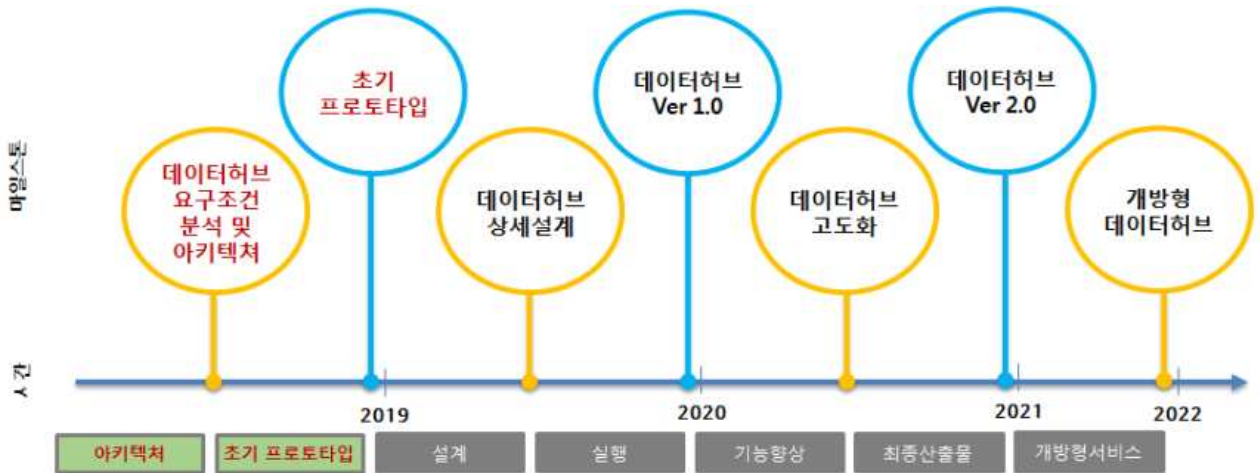 초기
프로토타입
데이터허브
Ver 1.0
데이터허브
Ver 2.0
마일스톤
데이터허브
요구조건
분석 및
아키텍쳐
데이터허브
상세설계
데이터허브
고도화
개방형
데이터허브
시간
2019
2020
2021
2022
아키텍처
초기 프로토타입
설계
실행
기능향상
최종산출물
개방형서비스